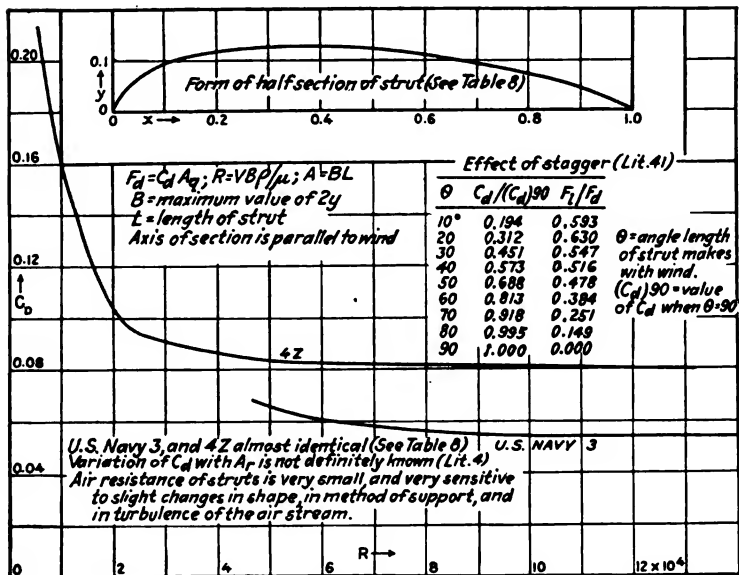 0.20
0.16
0.12
↑
C_D
0.08
0.04
0.1
↑
y
0
0 x → 0.2 0.4 0.6 0.8 1.0
Form of half section of strut (See Table 8)
F_d = C_d A_q; R = VBρ/μ; A = BL
B = maximum value of 2y
L = length of strut
Axis of section is parallel to wind
Effect of stagger (Lit.41)
θ C_d/(C_d)90 F_l/F_d
10° 0.194 0.593
20 0.312 0.630
30 0.451 0.547
40 0.573 0.516
50 0.688 0.478
60 0.813 0.384
70 0.918 0.251
80 0.995 0.149
90 1.000 0.000
θ = angle length
of strut makes
with wind.
(C_d)90 = value
of C_d when θ = 90
4Z
U.S. NAVY 3
U.S. Navy 3, and 4Z almost identical (See Table 8)
Variation of C_d with A_r is not definitely known (Lit.4)
Air resistance of struts is very small, and very sensitive
to slight changes in shape, in method of support, and
in turbulence of the air stream.
R →
0 2 4 6 8 10 12 x 10⁴